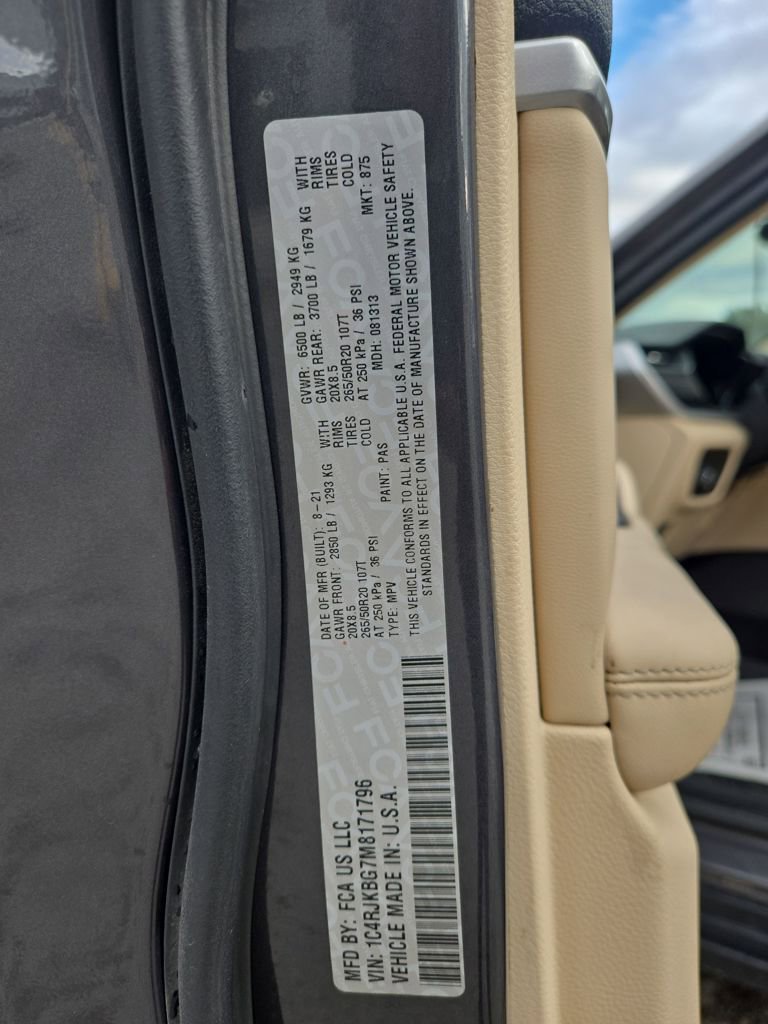 MFD BY: FCA US LLC
VIN: 1C4RJKBG7M8171796
VEHICLE MADE IN: U.S.A.
DATE OF MFR (BUILT): 8-21 GVWR: 6500 LB / 2949 KG
GAWR FRONT: 2850 LB / 1293 KG WITH GAWR REAR: 3700 LB / 1679 KG WITH
20X8.5 RIMS 20X8.5 RIMS
265/50R20 107T TIRES 265/50R20 107T TIRES
AT 250 kPa / 36 PSI COLD AT 250 kPa / 36 PSI COLD
TYPE: MPV PAINT: PAS MDH: 081313 MKT: 875
THIS VEHICLE CONFORMS TO ALL APPLICABLE U.S.A. FEDERAL MOTOR VEHICLE SAFETY
STANDARDS IN EFFECT ON THE DATE OF MANUFACTURE SHOWN ABOVE.